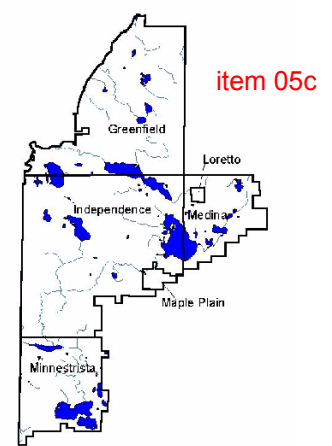 item 05c
Greenfield
Loretto
Independence
Medina
Maple Plain
Minnestrista